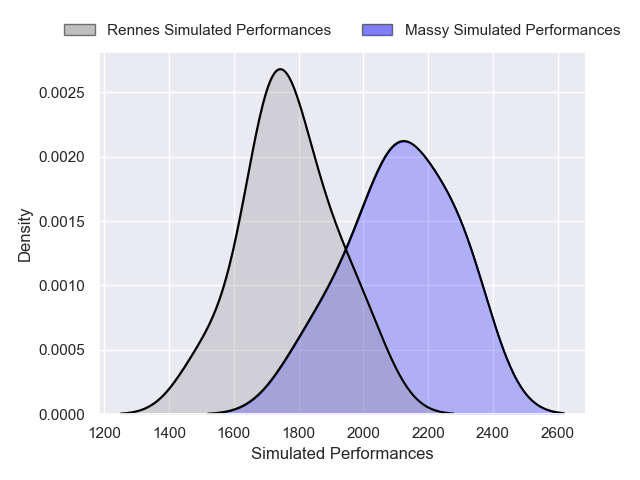 Rennes Simulated Performances
Massy Simulated Performances
Density
0.0025
0.0020
0.0015
0.0010
0.0005
0.0000
1200 1400 1600 1800 2000 2200 2400 2600
Simulated Performances